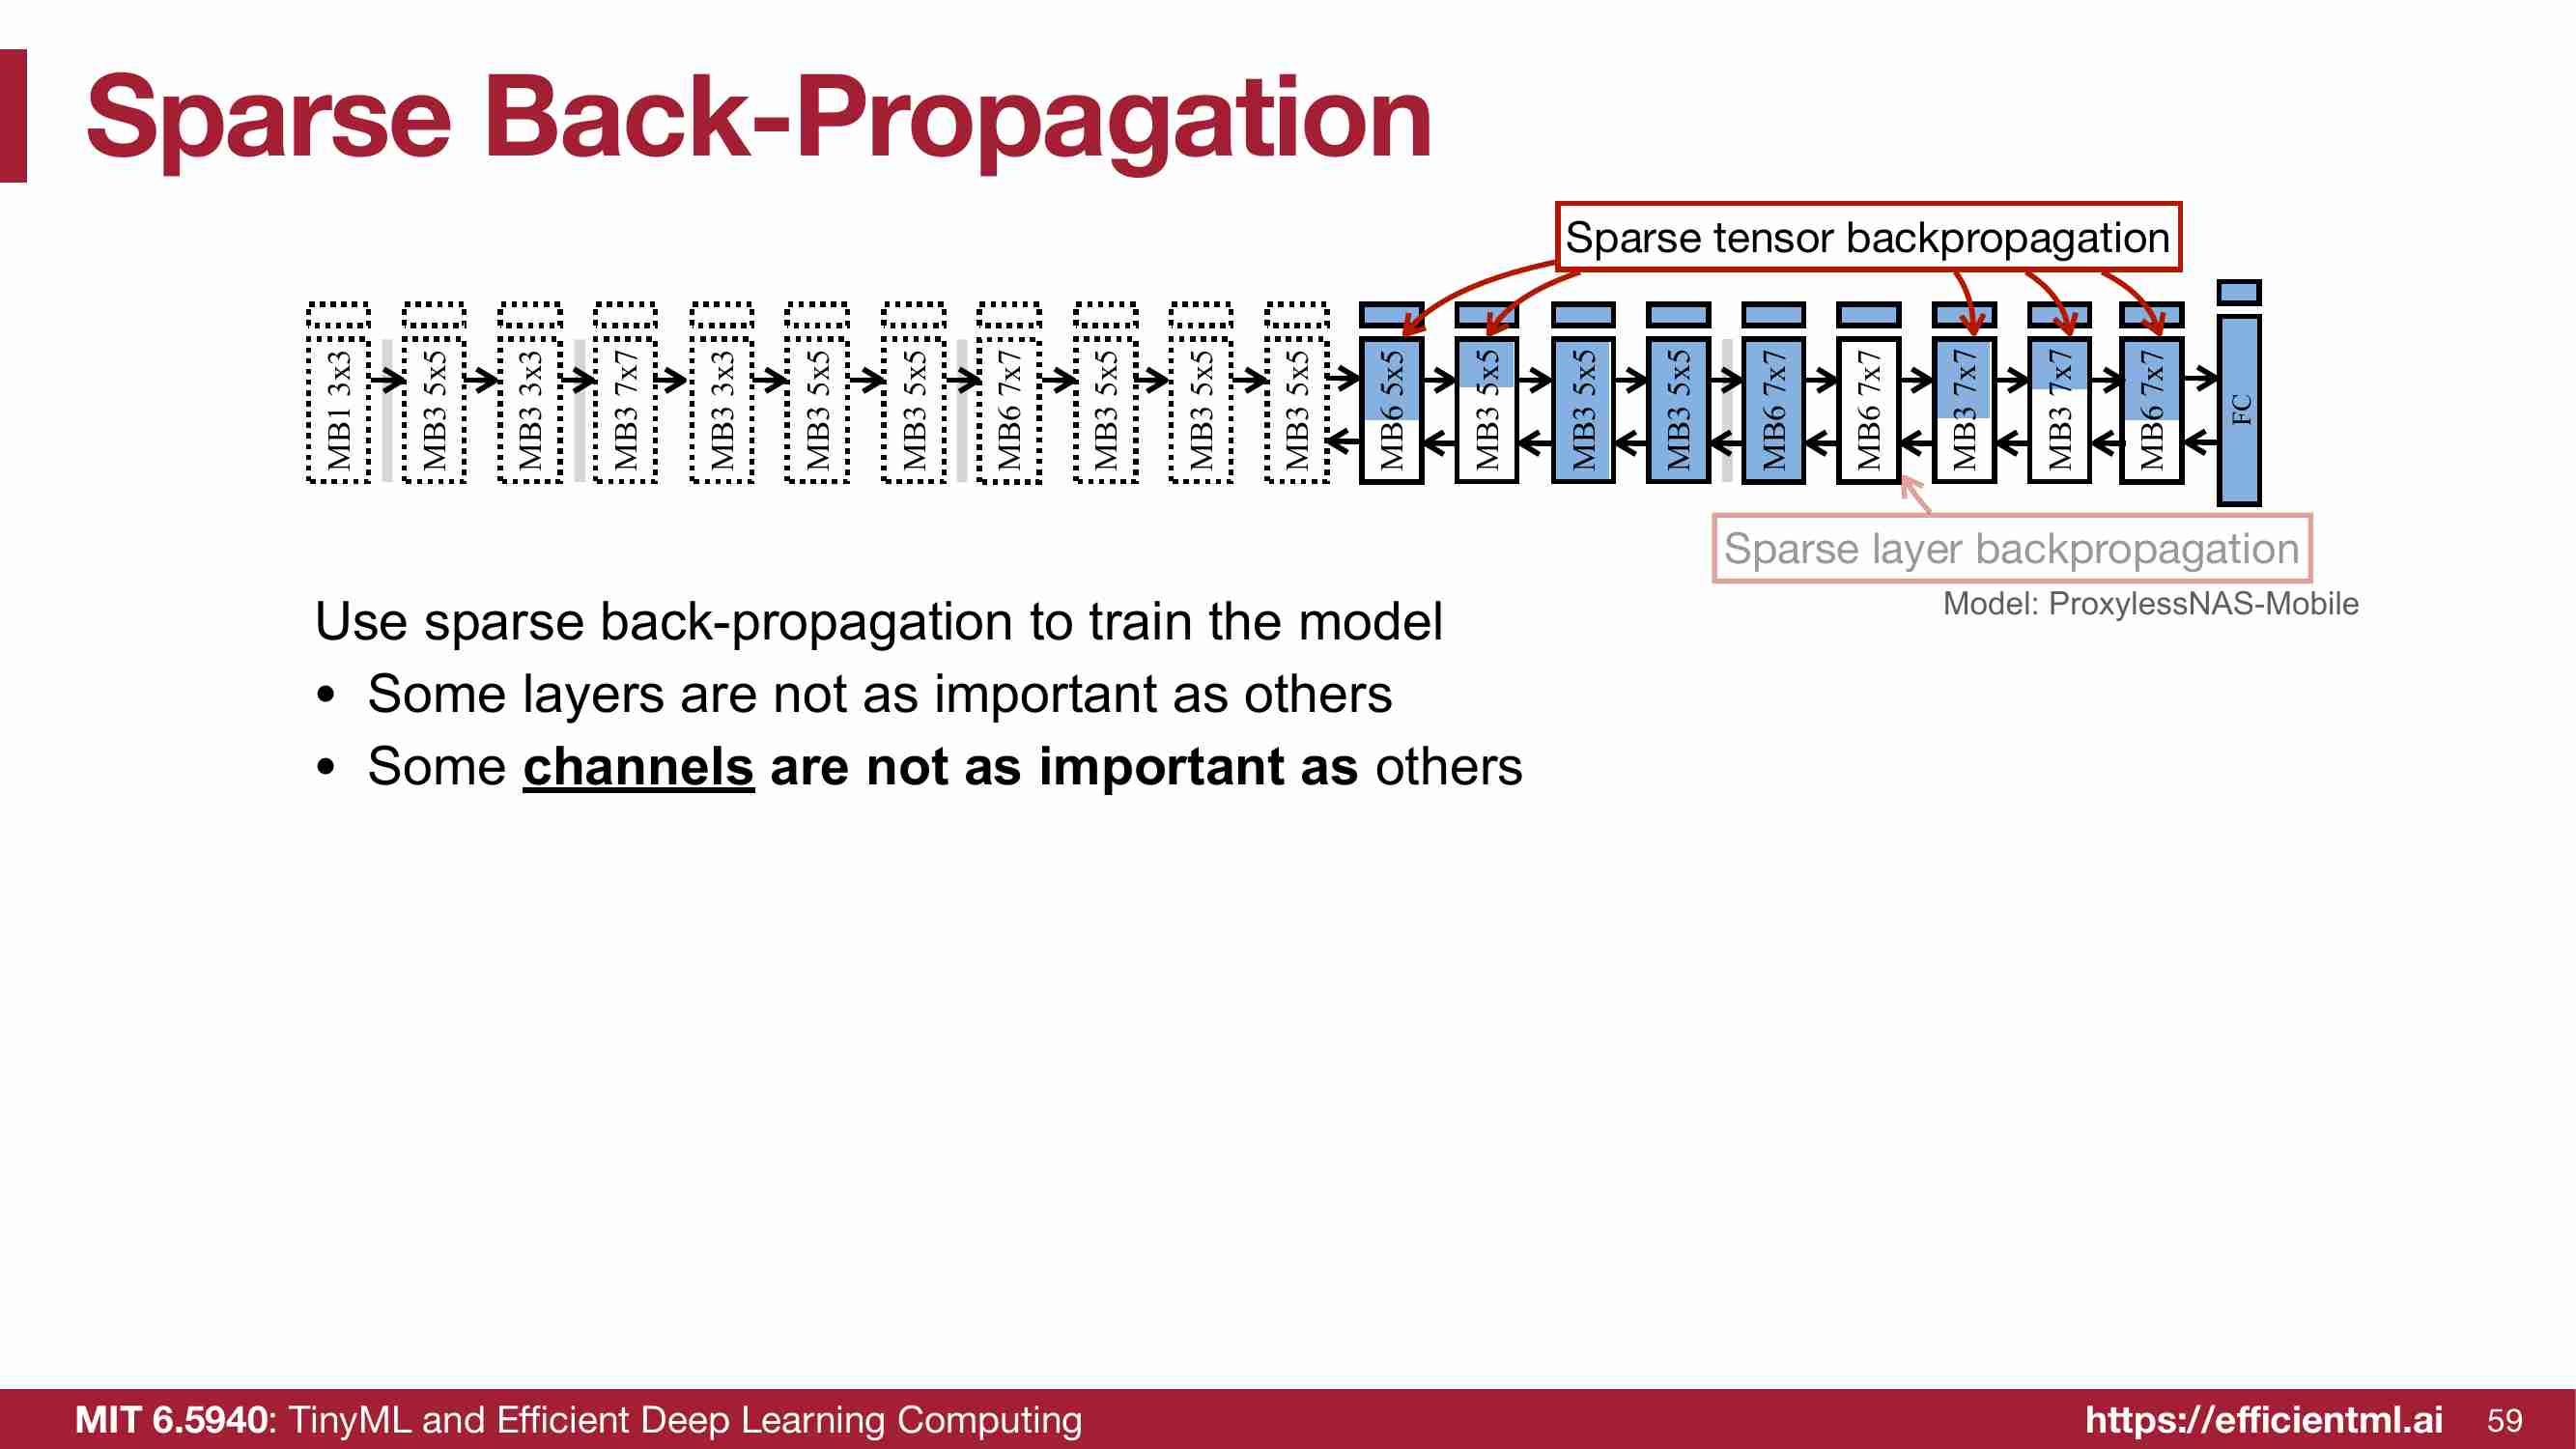 Sparse Back-Propagation
Sparse tensor backpropagation
MB1 3x3
MB3 5x5
MB3 3x3
MB3 7x7
MB3 3x3
MB3 5x5
MB3 5x5
MB6 7x7
MB3 5x5
MB3 5x5
MB3 5x5
MB6 5x5
MB3 5x5
MB3 5x5
MB3 5x5
MB6 7x7
MB6 7x7
MB3 7x7
MB3 7x7
MB6 7x7
FC
Sparse layer backpropagation
Model: ProxylessNAS-Mobile
Use sparse back-propagation to train the model
• Some layers are not as important as others
• Some channels are not as important as others
MIT 6.5940: TinyML and Efficient Deep Learning Computing
https://efficientml.ai 59